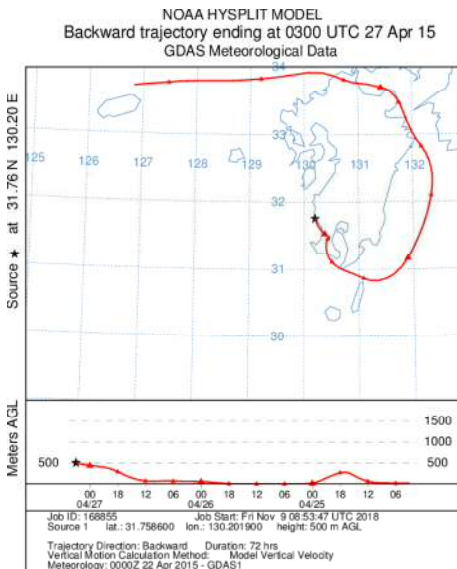 NOAA HYSPLIT MODEL
Backward trajectory ending at 0300 UTC 27 Apr 15
GDAS Meteorological Data
Source ★ at 31.76 N 130.20 E
34
33
125 126 127 128 129 130 131 132
32
31
30
Meters AGL
1500
1000
500 500
00 18 12 06 00 18 12 06 00 18 12 06
04/27 04/26 04/25
Job ID: 168855 Job Start: Fri Nov 9 08:53:47 UTC 2018
Source 1 lat.: 31.758600 lon.: 130.201900 height: 500 m AGL
Trajectory Direction: Backward Duration: 72 hrs
Vertical Motion Calculation Method: Model Vertical Velocity
Meteorology: 0000Z 22 Apr 2015 - GDAS1